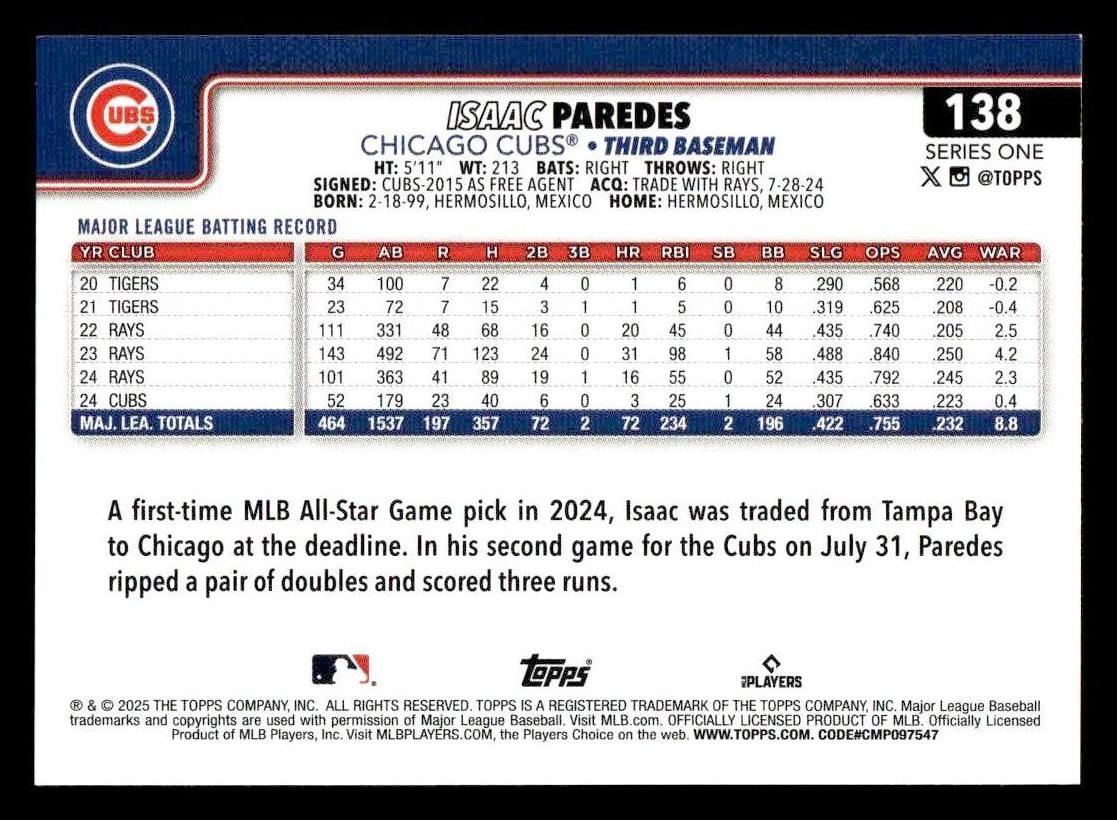 CUBS®
ISAAC PAREDES
138
CHICAGO CUBS® • THIRD BASEMAN
SERIES ONE
HT: 5'11" WT: 213 BATS: RIGHT THROWS: RIGHT
@TOPPS
SIGNED: CUBS-2015 AS FREE AGENT ACQ: TRADE WITH RAYS, 7-28-24
BORN: 2-18-99, HERMOSILLO, MEXICO HOME: HERMOSILLO, MEXICO
MAJOR LEAGUE BATTING RECORD
YR CLUB G AB R H 2B 3B HR RBI SB BB SLG OPS AVG WAR
20 TIGERS 34 100 7 22 4 0 1 6 0 8 .290 .568 .220 -0.2
21 TIGERS 23 72 7 15 3 1 1 5 0 10 .319 .625 .208 -0.4
22 RAYS 111 331 48 68 16 0 20 45 0 44 .435 .740 .205 2.5
23 RAYS 143 492 71 123 24 0 31 98 1 58 .488 .840 .250 4.2
24 RAYS 101 363 41 89 19 1 16 55 0 52 .435 .792 .245 2.3
24 CUBS 52 179 23 40 6 0 3 25 1 24 .307 .633 .223 0.4
MAJ. LEA. TOTALS 464 1537 197 357 72 2 72 234 2 196 .422 .755 .232 8.8
A first-time MLB All-Star Game pick in 2024, Isaac was traded from Tampa Bay
to Chicago at the deadline. In his second game for the Cubs on July 31, Paredes
ripped a pair of doubles and scored three runs.
Topps®
PLAYERS
® & © 2025 THE TOPPS COMPANY, INC. ALL RIGHTS RESERVED. TOPPS IS A REGISTERED TRADEMARK OF THE TOPPS COMPANY, INC. Major League Baseball
trademarks and copyrights are used with permission of Major League Baseball. Visit MLB.com. OFFICIALLY LICENSED PRODUCT OF MLB. Officially Licensed
Product of MLB Players, Inc. Visit MLBPLAYERS.COM, the Players Choice on the web. WWW.TOPPS.COM. CODE#CMP097547